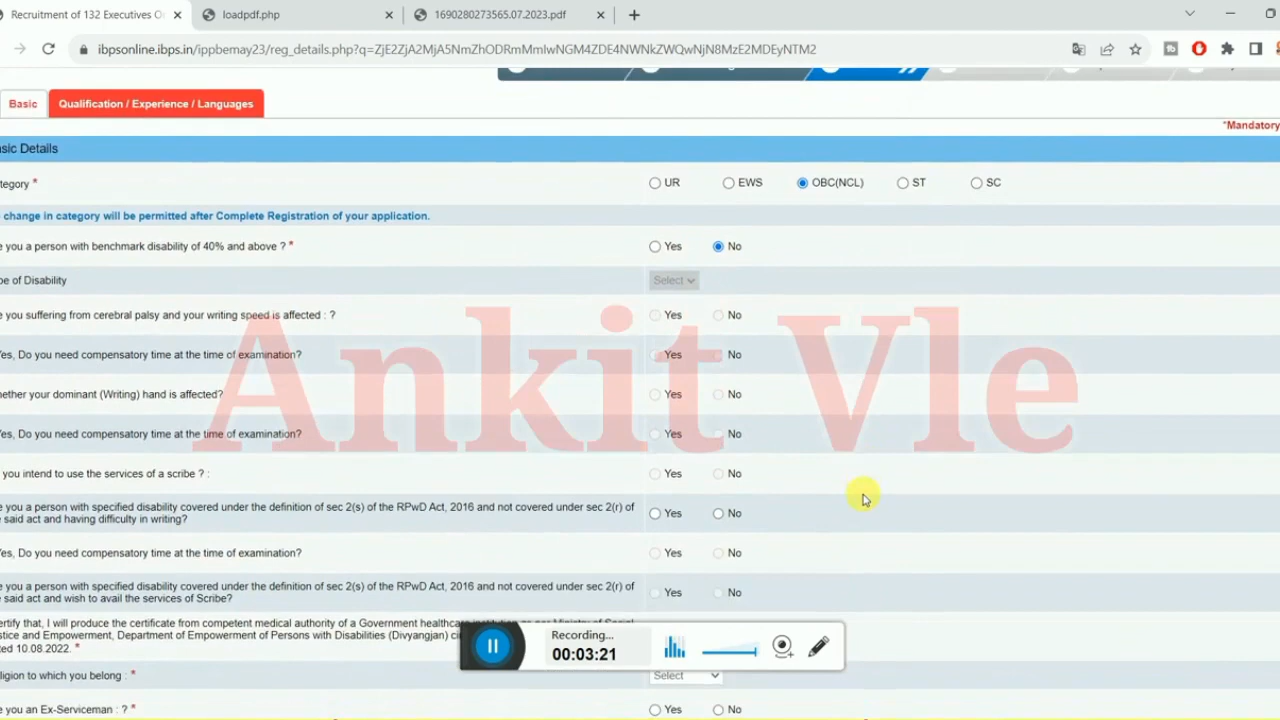 Recruitment of 132 Executives O
loadpdf.php
1690280273565.07.2023.pdf
ibpsonline.ibps.in/ippbemay23/reg_details.php?q=ZjE2ZjA2MjA5NmZhODRmMmIwNGM4ZDE4NWNkZWQwNjN8MzE2MDEyNTM2
Basic Qualification / Experience / Languages
*Mandatory
sic Details
tegory * UR EWS OBC(NCL) ST SC
change in category will be permitted after Complete Registration of your application.
e you a person with benchmark disability of 40% and above ? * Yes No
pe of Disability Select
e you suffering from cerebral palsy and your writing speed is affected : ? Yes No
Yes, Do you need compensatory time at the time of examination? Yes No
hether your dominant (Writing) hand is affected? Yes No
Yes, Do you need compensatory time at the time of examination? Yes No
Ankit Vle
you intend to use the services of a scribe ? : Yes No
e you a person with specified disability covered under the definition of sec 2(s) of the RPwD Act, 2016 and not covered under sec 2(r) of
said act and having difficulty in writing? Yes No
Yes, Do you need compensatory time at the time of examination? Yes No
e you a person with specified disability covered under the definition of sec 2(s) of the RPwD Act, 2016 and not covered under sec 2(r) of
said act and wish to avail the services of Scribe? Yes No
ertify that, I will produce the certificate from competent medical authority of a Government healthcare
stice and Empowerment, Department of Empowerment of Persons with Disabilities (Divyangjan) ci
ted 10.08.2022. *
Recording...
00:03:21
ligion to which you belong : * Select
e you an Ex-Serviceman : ? * Yes No